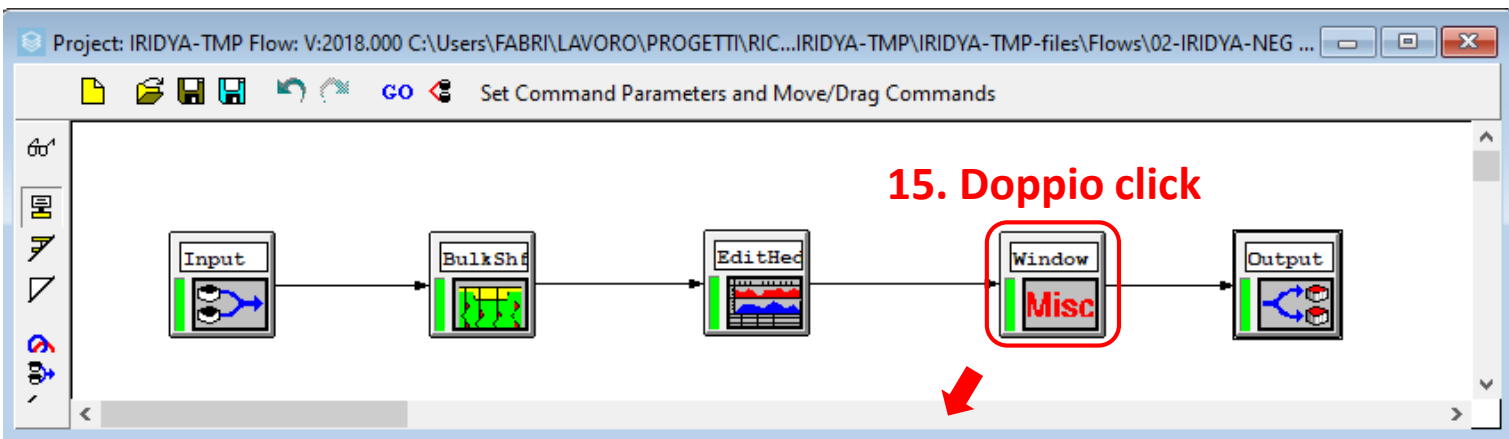 Project: IRIDYA-TMP Flow: V:2018.000 C:\Users\FABRI\LAVORO\PROGETTI\RIC...IRIDYA-TMP\IRIDYA-TMP-files\Flows\02-IRIDYA-NEG ...
GO Set Command Parameters and Move/Drag Commands
15. Doppio click
Input BulkShf EditHed Window Output
Misc